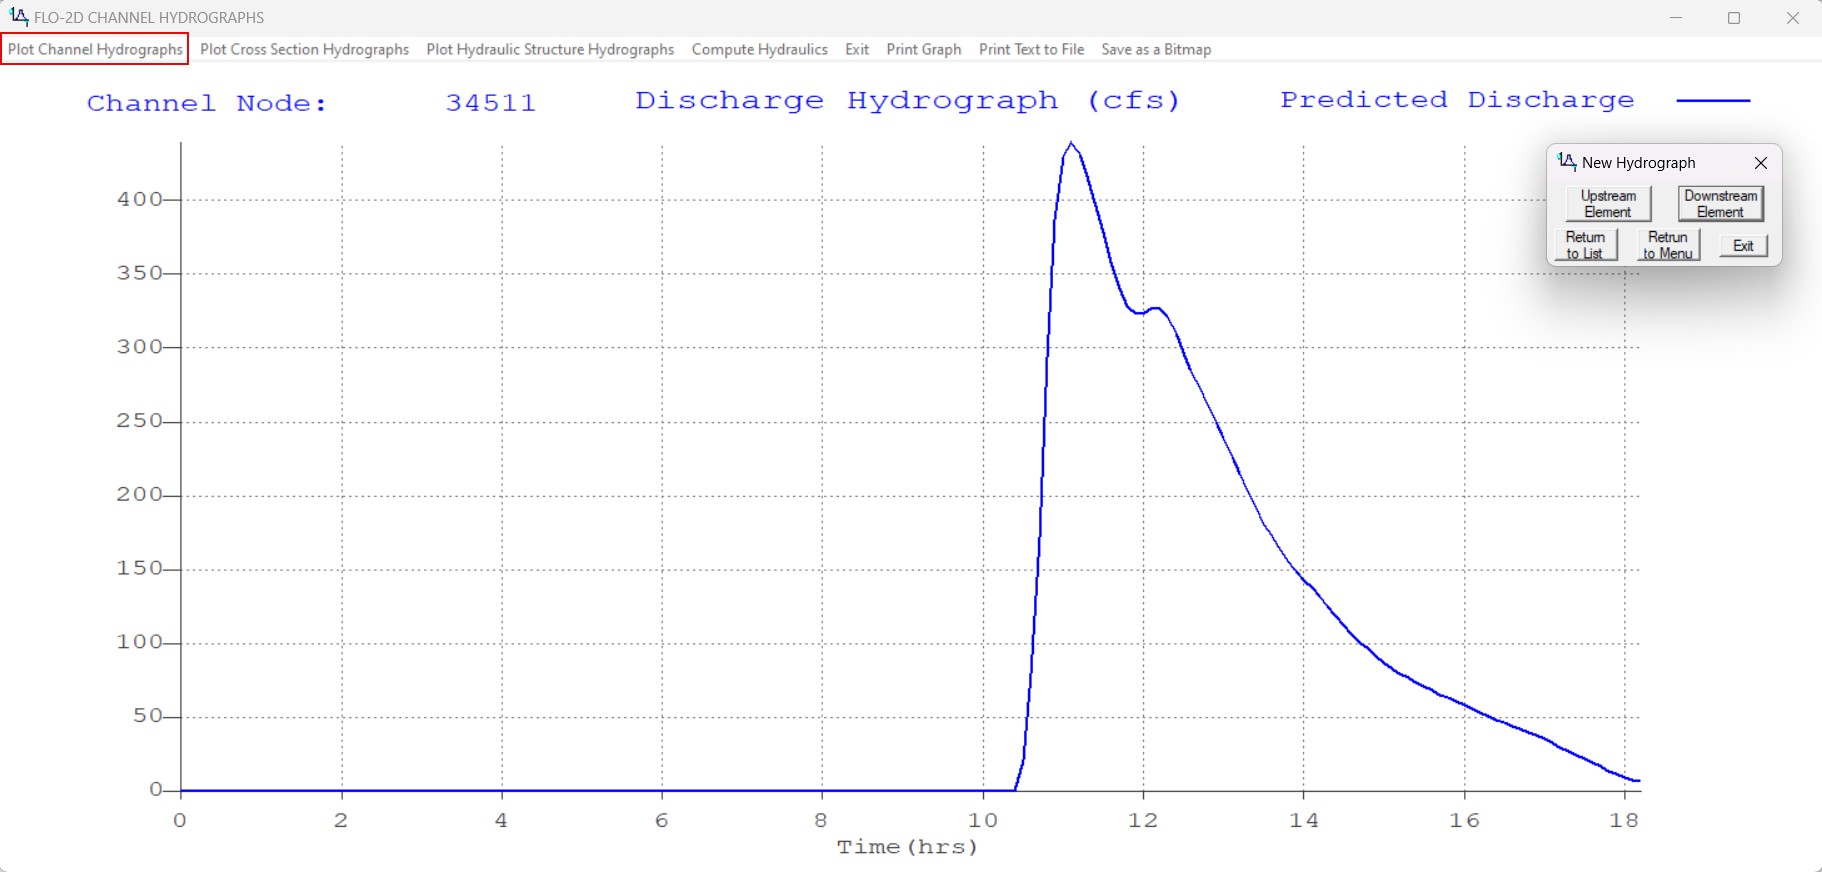 FLO-2D CHANNEL HYDROGRAPHS
Plot Channel Hydrographs Plot Cross Section Hydrographs Plot Hydraulic Structure Hydrographs Compute Hydraulics Exit Print Graph Print Text to File Save as a Bitmap
Channel Node: 34511 Discharge Hydrograph (cfs) Predicted Discharge
New Hydrograph
Upstream
Element
Downstream
Element
Return
to List
Retrun
to Menu
Exit
400
350
300
250
200
150
100
50
0
0 2 4 6 8 10 12 14 16 18
Time(hrs)